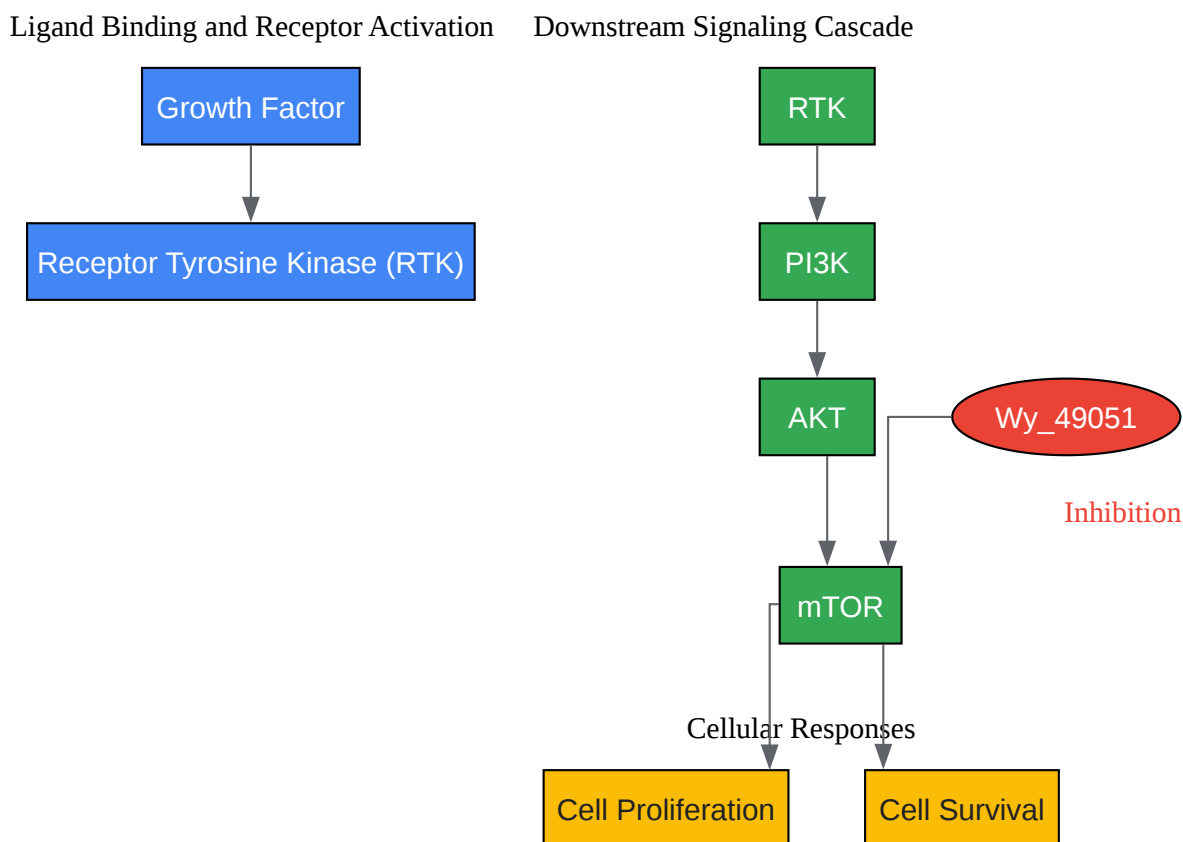 Ligand Binding and Receptor Activation
Downstream Signaling Cascade
Growth Factor
RTK
Receptor Tyrosine Kinase (RTK)
PI3K
AKT
Wy_49051
Inhibition
mTOR
Cellular Responses
Cell Proliferation
Cell Survival